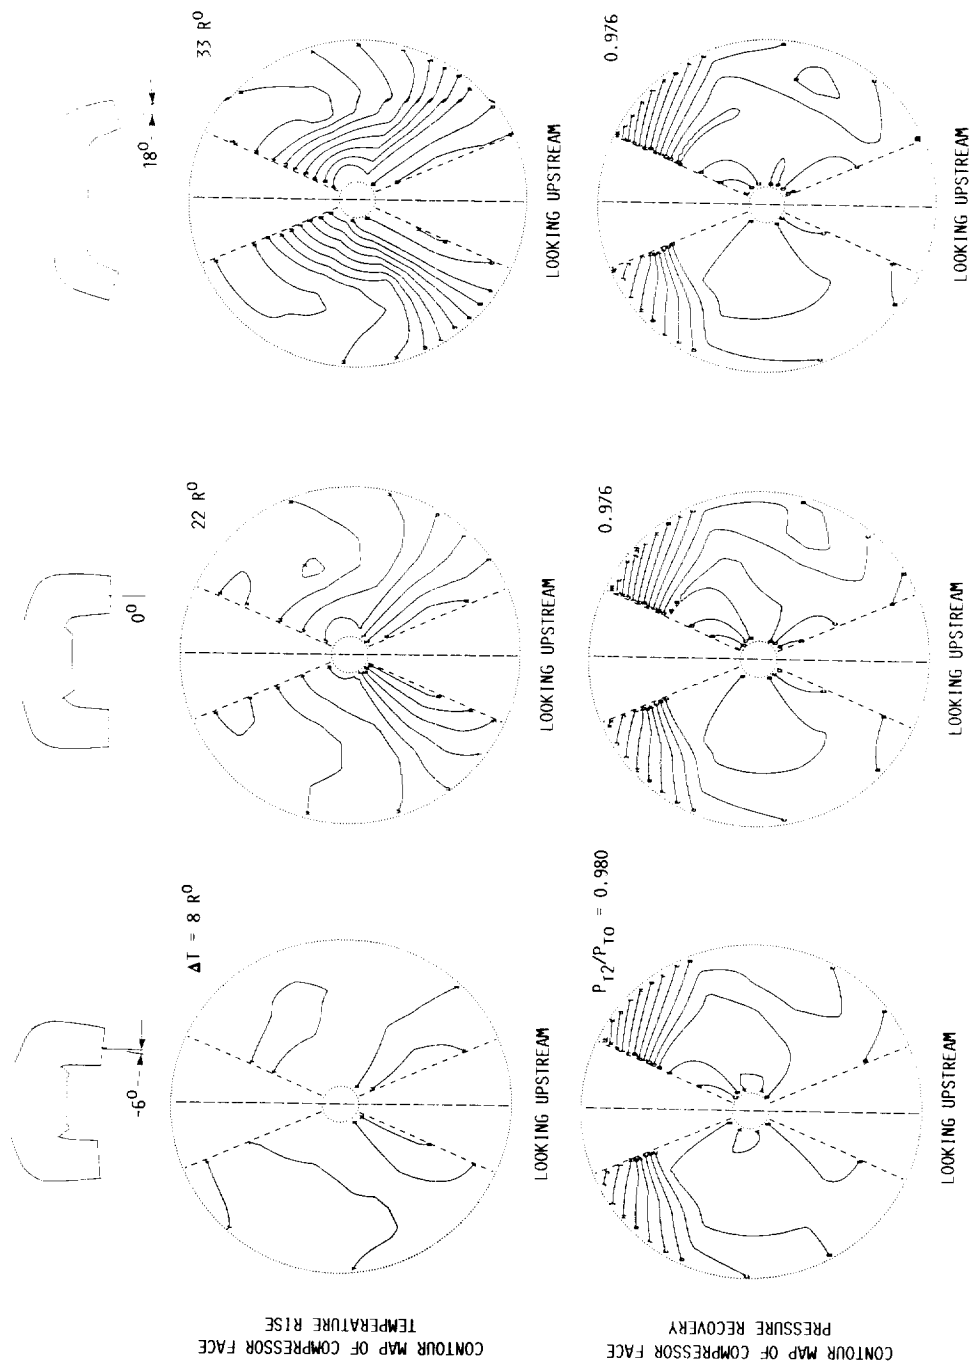 18°
33 R°
LOOKING UPSTREAM
0.976
LOOKING UPSTREAM
0°
22 R°
LOOKING UPSTREAM
0.976
LOOKING UPSTREAM
-6°
ΔT = 8 R°
LOOKING UPSTREAM
PT2/PTO = 0.980
LOOKING UPSTREAM
CONTOUR MAP OF COMPRESSOR FACE
TEMPERATURE RISE
CONTOUR MAP OF COMPRESSOR FACE
PRESSURE RECOVERY